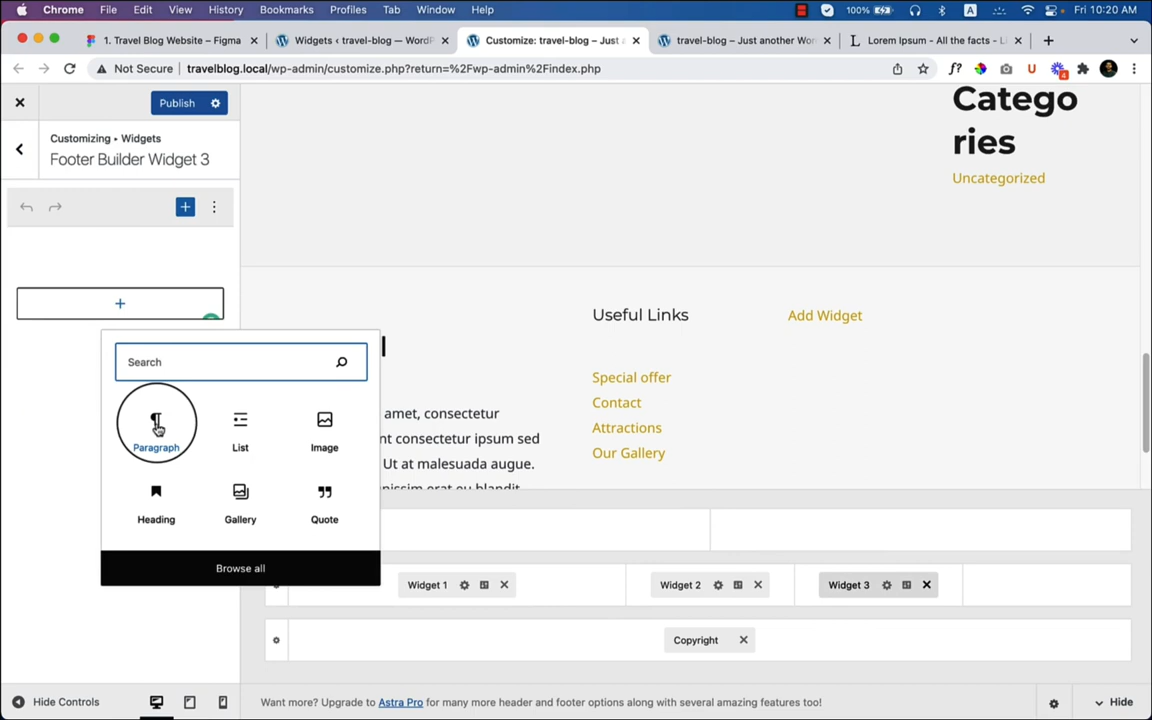 Chrome File Edit View History Bookmarks Profiles Tab Window Help 100% A Fri 10:20 AM
1. Travel Blog Website – Figma
Widgets ‹ travel-blog — WordP
Customize: travel-blog – Just a
travel-blog – Just another Wor
Lorem Ipsum - All the facts - L
Not Secure travelblog.local/wp-admin/customize.php?return=%2Fwp-admin%2Findex.php
f? U 4
Publish
Customizing • Widgets
Footer Builder Widget 3
Catego
ries
Uncategorized
Search
Paragraph List Image
Heading Gallery Quote
Browse all
Useful Links
Add Widget
Special offer
Contact
Attractions
Our Gallery
amet, consectetur
nt consectetur ipsum sed
Ut at malesuada augue.
Widget 1 Widget 2 Widget 3
Copyright
Hide Controls
Want more? Upgrade to Astra Pro for many more header and footer options along with several amazing features too!
Hide